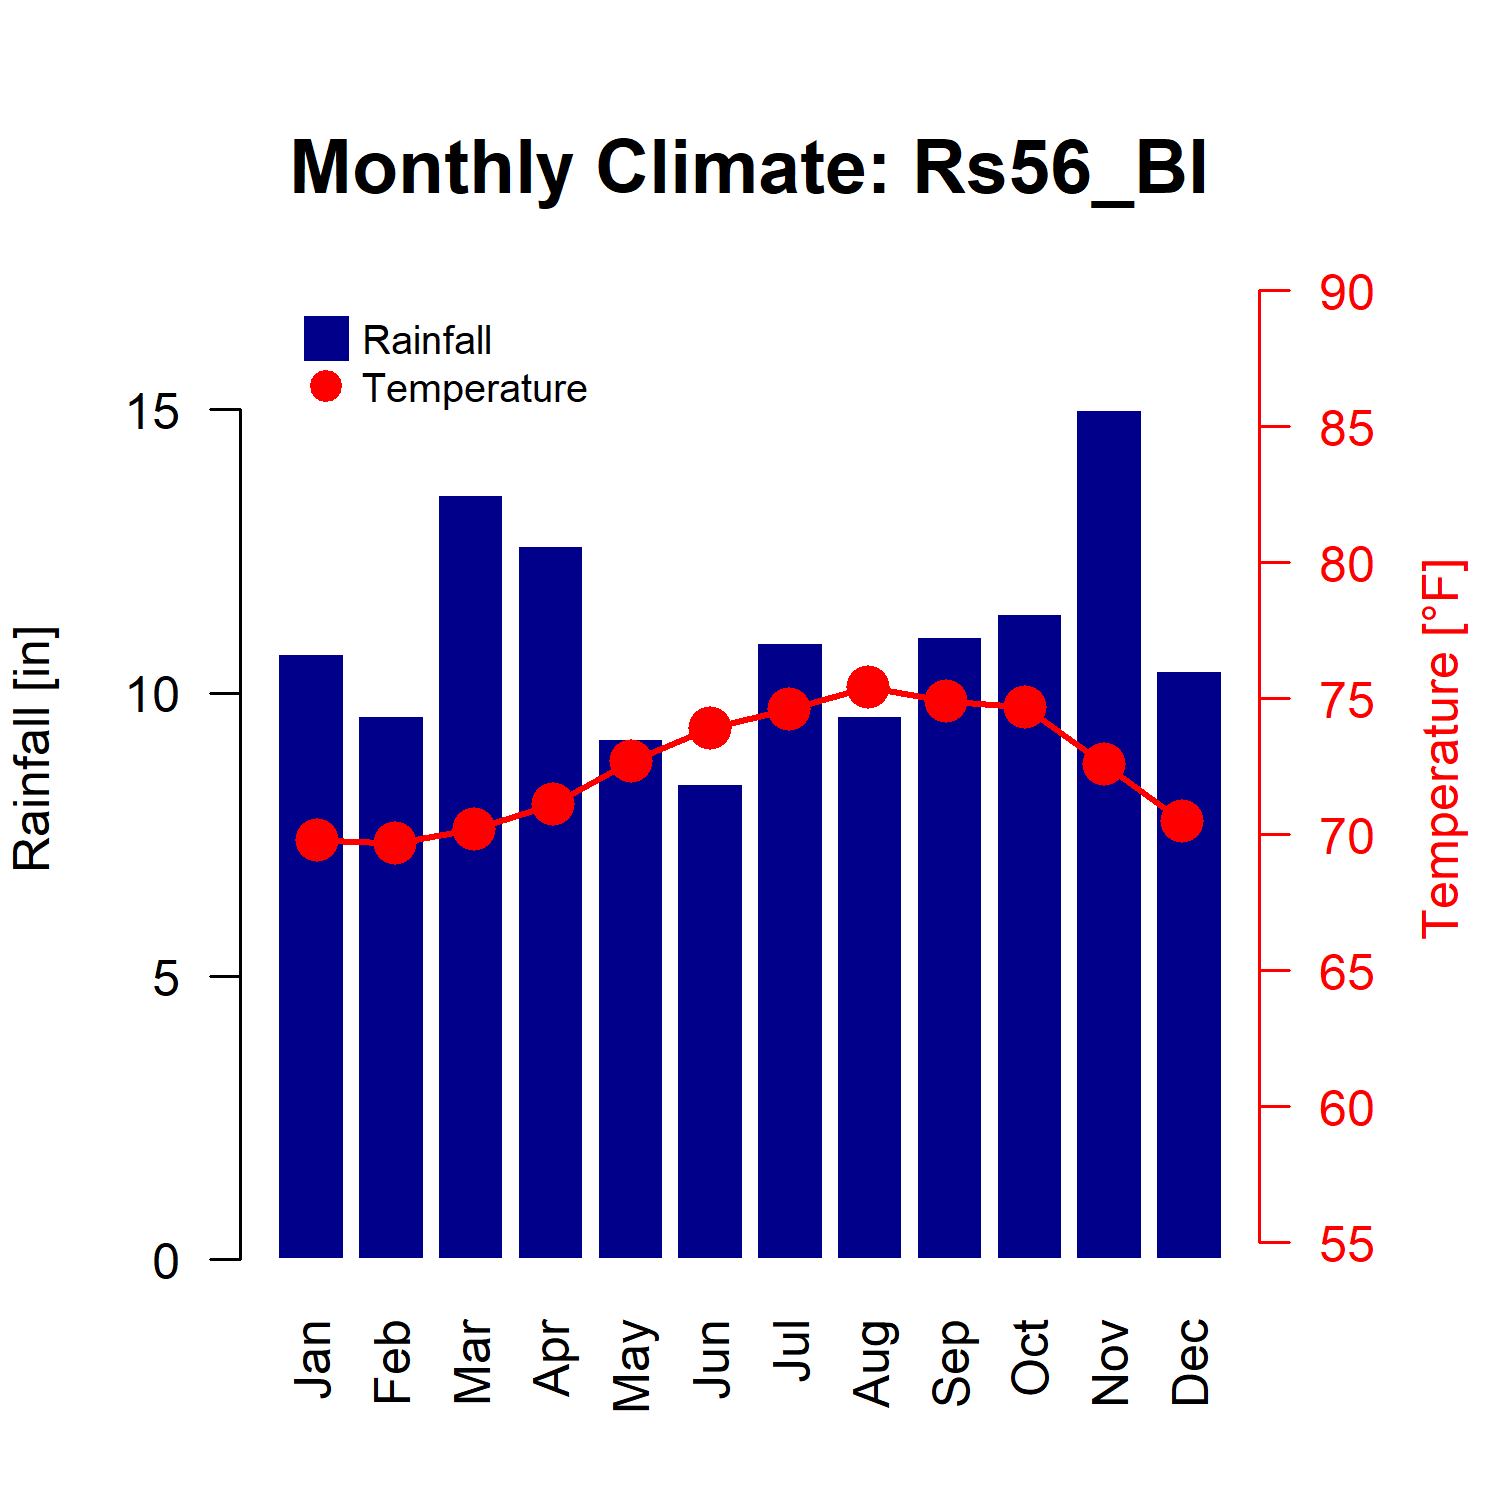 Monthly Climate: Rs56_BI
Rainfall
Temperature
Rainfall [in]
15
10
5
0
90
85
80
75
70
65
60
55
Temperature [°F]
Jan
Feb
Mar
Apr
May
Jun
Jul
Aug
Sep
Oct
Nov
Dec